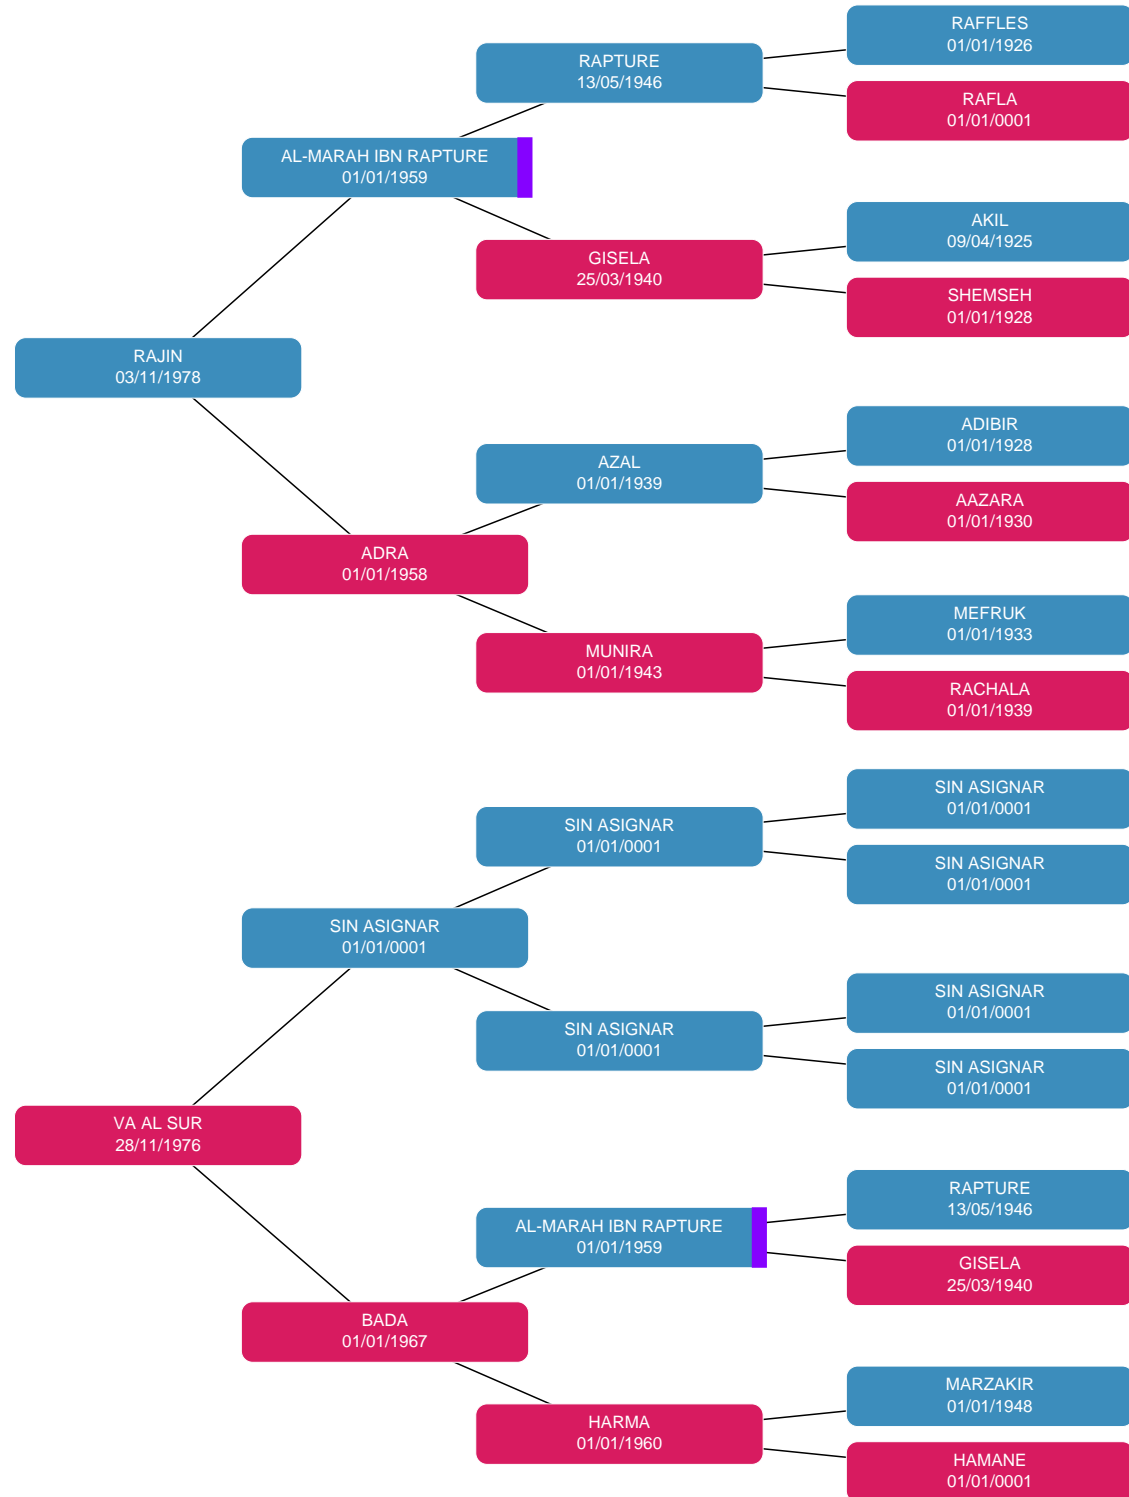 RAFFLES
01/01/1926
RAPTURE
13/05/1946
RAFLA
01/01/0001
AL-MARAH IBN RAPTURE
01/01/1959
AKIL
09/04/1925
GISELA
25/03/1940
SHEMSEH
01/01/1928
RAJIN
03/11/1978
ADIBIR
01/01/1928
AZAL
01/01/1939
AAZARA
01/01/1930
ADRA
01/01/1958
MEFRUK
01/01/1933
MUNIRA
01/01/1943
RACHALA
01/01/1939
SIN ASIGNAR
01/01/0001
SIN ASIGNAR
01/01/0001
SIN ASIGNAR
01/01/0001
SIN ASIGNAR
01/01/0001
SIN ASIGNAR
01/01/0001
SIN ASIGNAR
01/01/0001
SIN ASIGNAR
01/01/0001
VA AL SUR
28/11/1976
RAPTURE
13/05/1946
AL-MARAH IBN RAPTURE
01/01/1959
GISELA
25/03/1940
BADA
01/01/1967
MARZAKIR
01/01/1948
HARMA
01/01/1960
HAMANE
01/01/0001